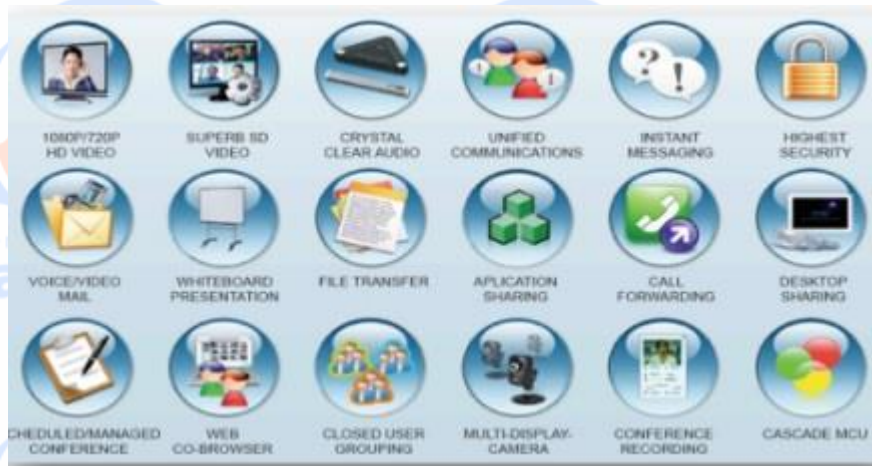 1080P/720P
HD VIDEO
SUPERB SD
VIDEO
CRYSTAL
CLEAR AUDIO
UNIFIED
COMMUNICATIONS
INSTANT
MESSAGING
HIGHEST
SECURITY
VOICE/VIDEO
MAIL
WHITEBOARD
PRESENTATION
FILE TRANSFER
APLICATION
SHARING
CALL
FORWARDING
DESKTOP
SHARING
CHEDULED/MANAGED
CONFERENCE
WEB
CO-BROWSER
CLOSED USER
GROUPING
MULTI-DISPLAY-
CAMERA
CONFERENCE
RECORDING
CASCADE MCU